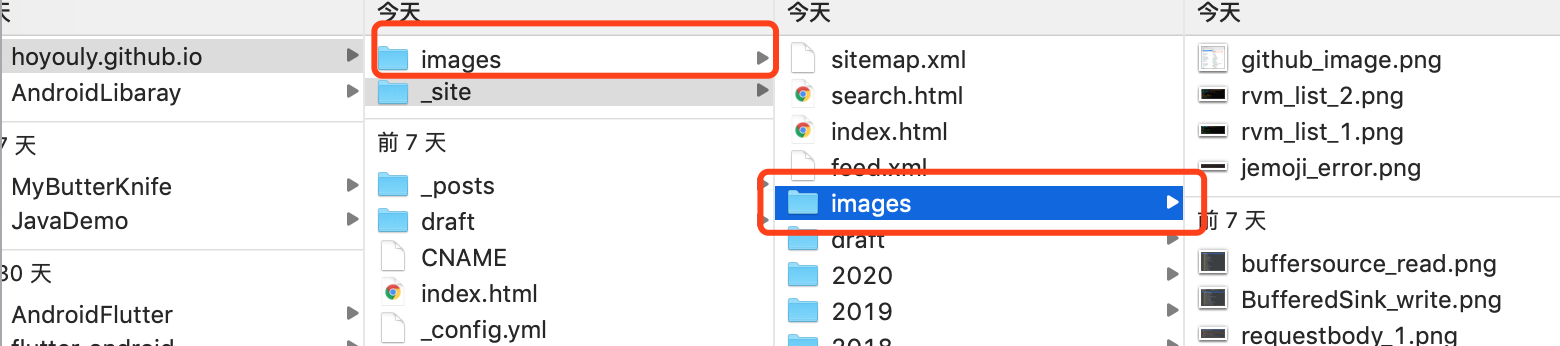 天
hoyouly.github.io
AndroidLibaray
7 天
MyButterKnife
JavaDemo
30 天
AndroidFlutter
今天
images
_site
前 7 天
_posts
draft
CNAME
index.html
_config.yml
今天
sitemap.xml
search.html
index.html
feed.xml
images
draft
2020
2019
2018
今天
github_image.png
rvm_list_2.png
rvm_list_1.png
jemoji_error.png
前 7 天
buffersource_read.png
BufferedSink_write.png
requestbody_1.png